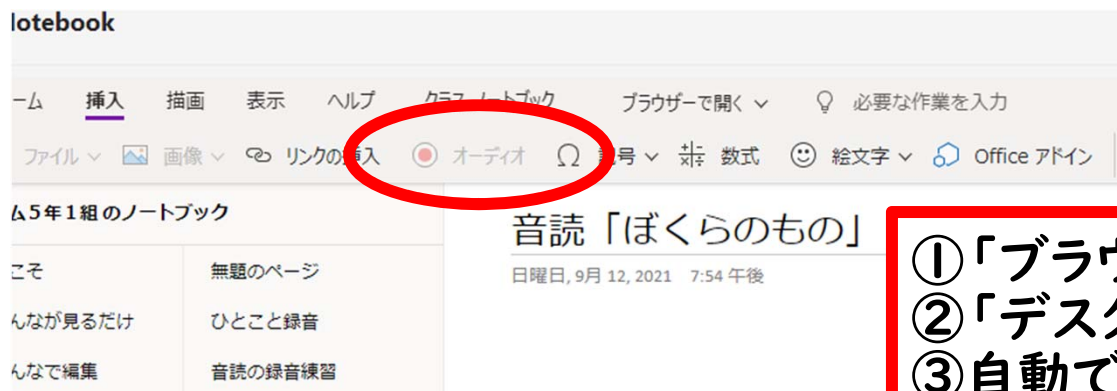 lotebook
ーム 挿入 描画 表示 ヘルプ クラス ノートブック ブラウザーで開く 必要な作業を入力
ファイル 画像 リンクの挿入 オーディオ 記号 数式 絵文字 Office アドイン
ム5年1組のノートブック
音読「ぼくらのもの」
日曜日, 9月 12, 2021 7:54 午後
こそ 無題のページ
んなが見るだけ ひとこと録音
んなで編集 音読の録音練習
①「ブラウ
②「デスク
③自動で